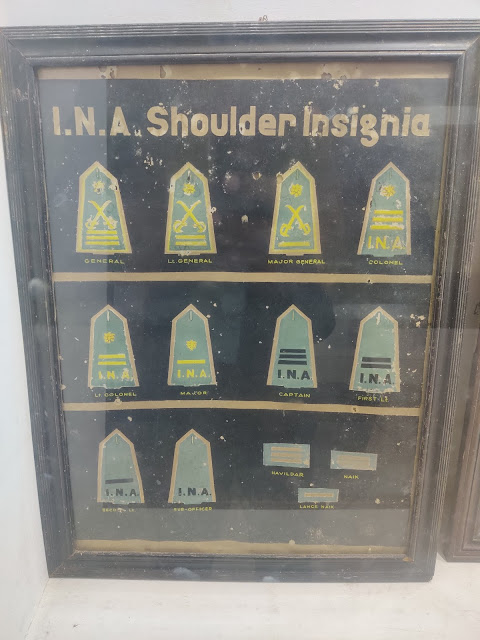 I.N.A. Shoulder Insignia
GENERAL
Lt. GENERAL
MAJOR GENERAL
COLONEL
I.N.A.
Lt. COLONEL
I.N.A.
MAJOR
I.N.A.
CAPTAIN
I.N.A.
FIRST-Lt.
I.N.A.
I.N.A.
I.N.A.
SUB-OFFICER
HAVILDAR
NAIK
LANCE NAIK